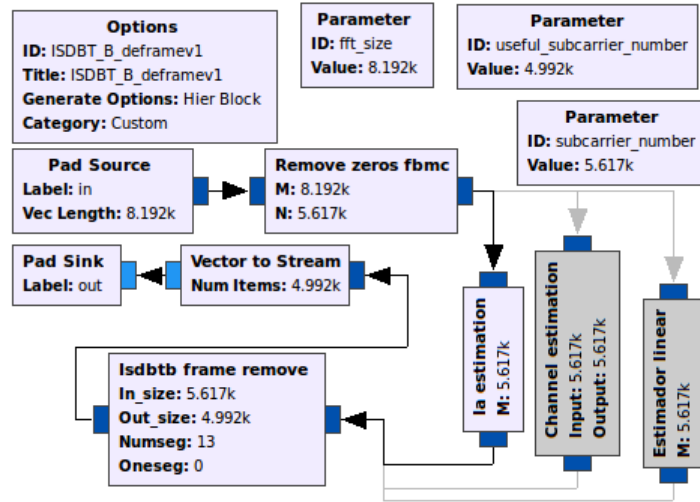 Options
ID: ISDBT_B_deframev1
Title: ISDBT_B_deframev1
Generate Options: Hier Block
Category: Custom
Parameter
ID: fft_size
Value: 8.192k
Parameter
ID: useful_subcarrier_number
Value: 4.992k
Parameter
ID: subcarrier_number
Value: 5.617k
Pad Source
Label: in
Vec Length: 8.192k
Remove zeros fbmc
M: 8.192k
N: 5.617k
Pad Sink
Label: out
Vector to Stream
Num Items: 4.992k
Isdbtb frame remove
In_size: 5.617k
Out_size: 4.992k
Numseg: 13
Oneseg: 0
Ia estimation
M: 5.617k
Channel estimation
Input: 5.617k
Output: 5.617k
Estimador linear
M: 5.617k